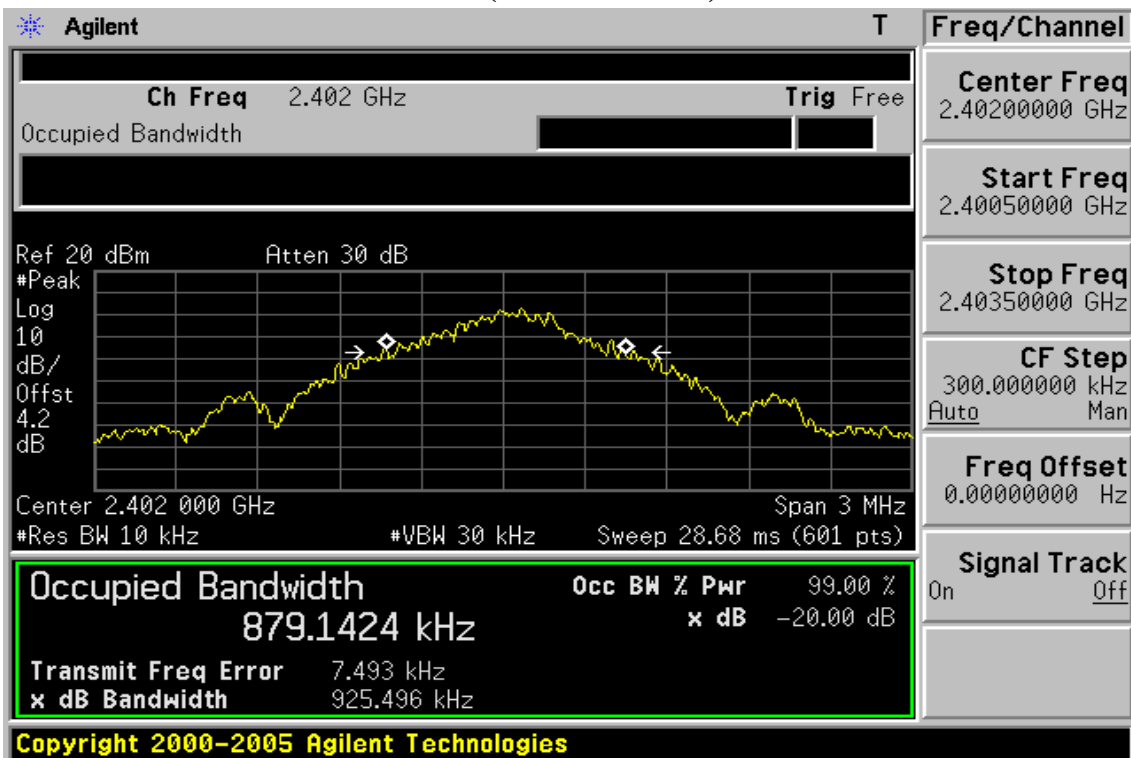 Agilent T Freq/Channel
Ch Freq 2.402 GHz Trig Free
Occupied Bandwidth
Center Freq
2.40200000 GHz
Start Freq
2.40050000 GHz
Stop Freq
2.40350000 GHz
CF Step
300.000000 kHz
Auto Man
Freq Offset
0.00000000 Hz
Signal Track
On Off
Ref 20 dBm Atten 30 dB
#Peak
Log
10
dB/
Offst
4.2
dB
Center 2.402 000 GHz Span 3 MHz
#Res BW 10 kHz #VBW 30 kHz Sweep 28.68 ms (601 pts)
Occupied Bandwidth Occ BW % Pwr 99.00 %
879.1424 kHz x dB -20.00 dB
Transmit Freq Error 7.493 kHz
x dB Bandwidth 925.496 kHz
Copyright 2000-2005 Agilent Technologies